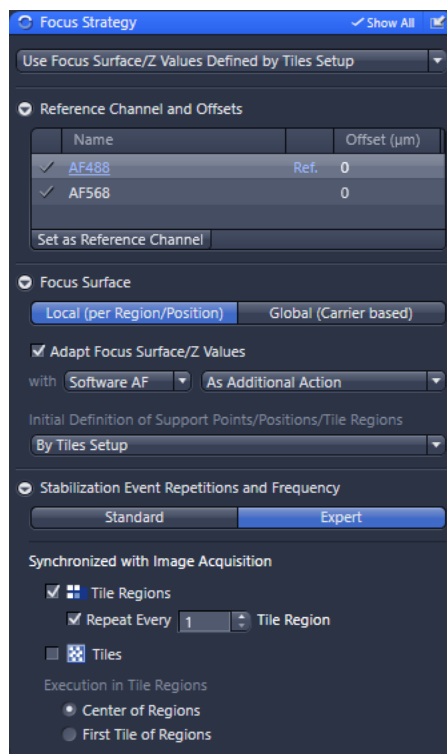 Focus Strategy Show All
Use Focus Surface/Z Values Defined by Tiles Setup
Reference Channel and Offsets
Name Offset (μm)
AF488 Ref. 0
AF568 0
Set as Reference Channel
Focus Surface
Local (per Region/Position) Global (Carrier based)
Adapt Focus Surface/Z Values
with Software AF As Additional Action
Initial Definition of Support Points/Positions/Tile Regions
By Tiles Setup
Stabilization Event Repetitions and Frequency
Standard Expert
Synchronized with Image Acquisition
Tile Regions
Repeat Every 1 Tile Region
Tiles
Execution in Tile Regions
Center of Regions
First Tile of Regions